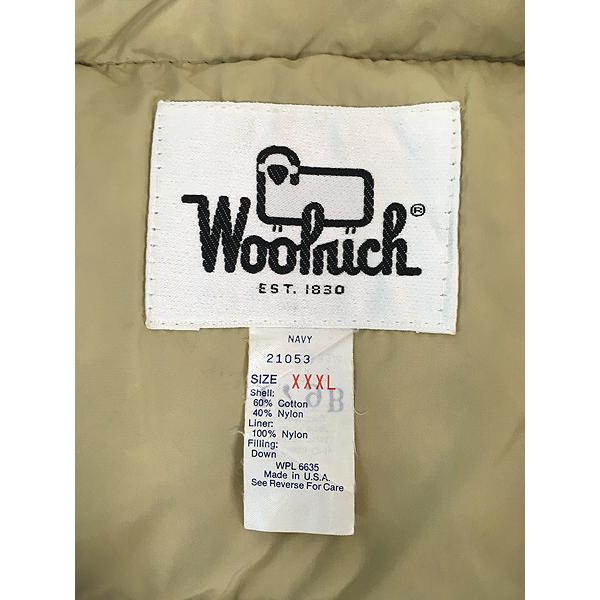 Woolrich®
EST. 1830
NAVY
21053
SIZE XXXL
Shell:
60% Cotton
40% Nylon
Liner:
100% Nylon
Filling:
Down
WPL 6635
Made in U.S.A.
See Reverse For Care